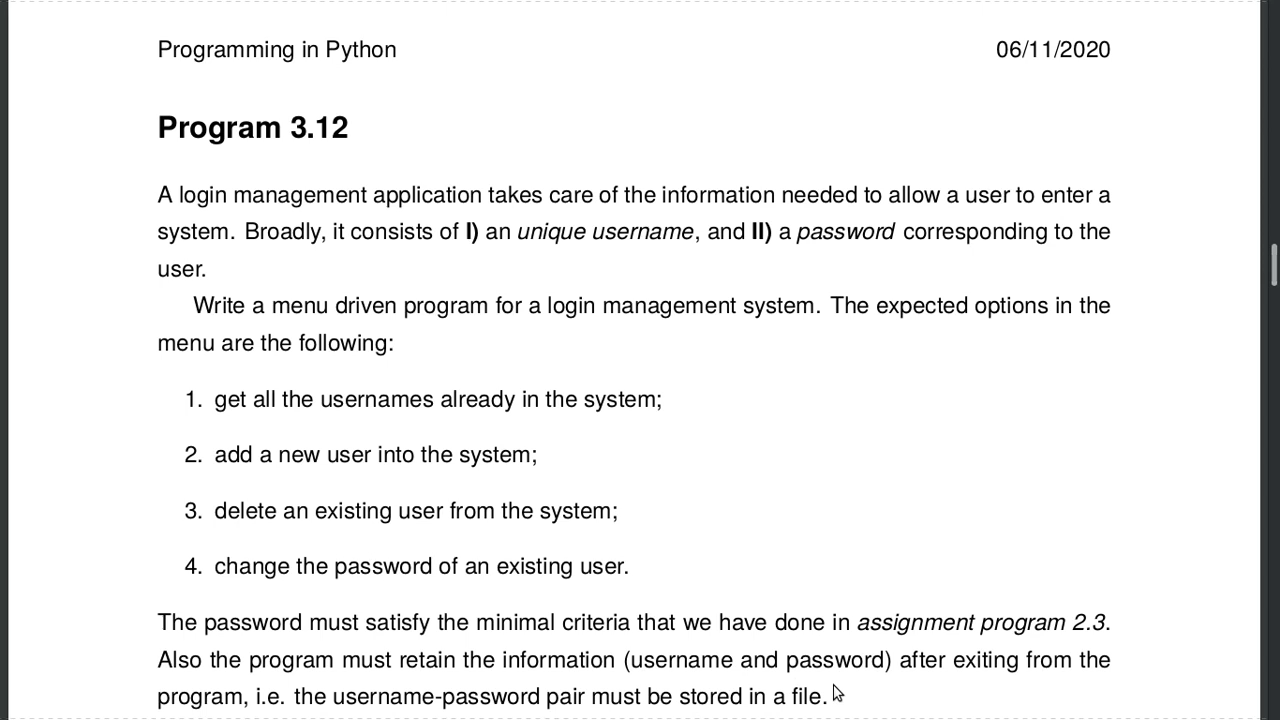 Programming in Python 06/11/2020
Program 3.12
A login management application takes care of the information needed to allow a user to enter a
system. Broadly, it consists of I) an unique username, and II) a password corresponding to the
user.
Write a menu driven program for a login management system. The expected options in the
menu are the following:
1. get all the usernames already in the system;
2. add a new user into the system;
3. delete an existing user from the system;
4. change the password of an existing user.
The password must satisfy the minimal criteria that we have done in assignment program 2.3.
Also the program must retain the information (username and password) after exiting from the
program, i.e. the username-password pair must be stored in a file.